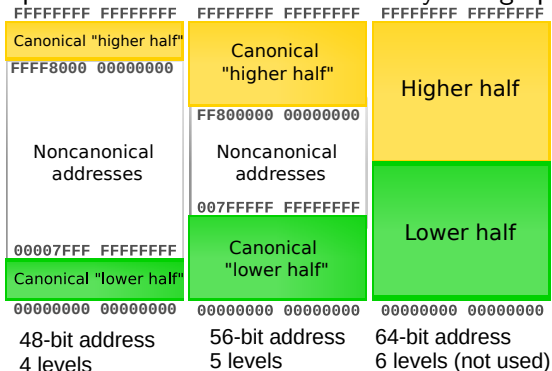 FFFFFFFF FFFFFFFF
Canonical "higher half"
FFFF8000 00000000
Noncanonical
addresses
00007FFF FFFFFFFF
Canonical "lower half"
00000000 00000000
48-bit address
4 levels
FFFFFFFF FFFFFFFF
Canonical
"higher half"
FF800000 00000000
Noncanonical
addresses
007FFFFF FFFFFFFF
Canonical
"lower half"
00000000 00000000
56-bit address
5 levels
FFFFFFFF FFFFFFFF
Higher half
Lower half
00000000 00000000
64-bit address
6 levels (not used)